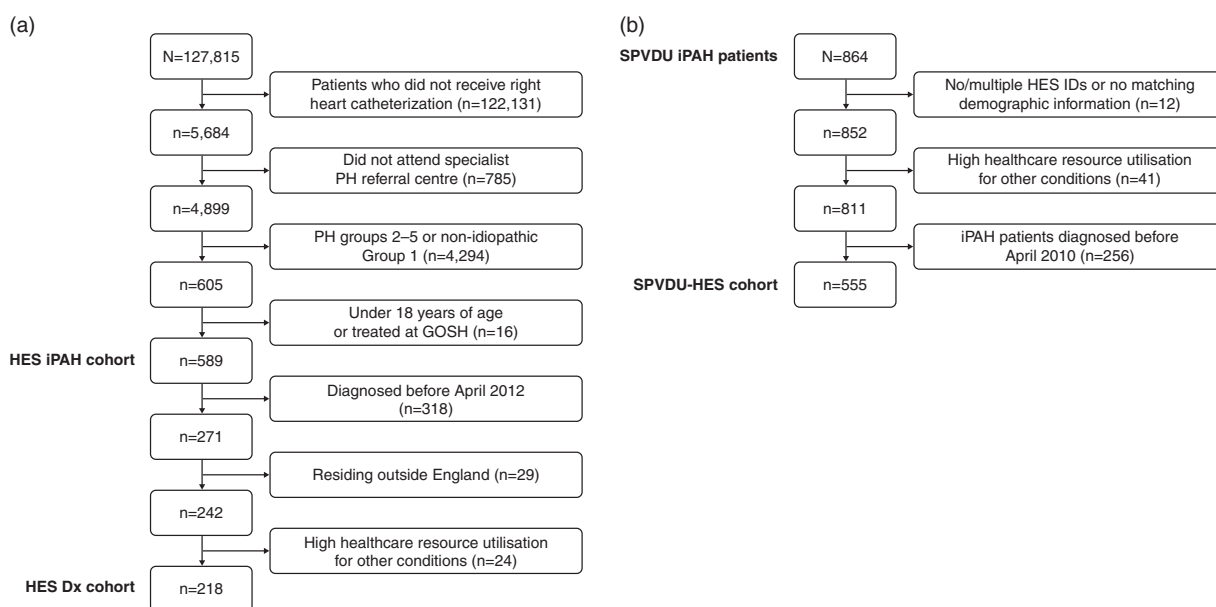 (a)
N=127,815
Patients who did not receive right
heart catheterization (n=122,131)
n=5,684
Did not attend specialist
PH referral centre (n=785)
n=4,899
PH groups 2–5 or non-idiopathic
Group 1 (n=4,294)
n=605
Under 18 years of age
or treated at GOSH (n=16)
HES iPAH cohort
n=589
Diagnosed before April 2012
(n=318)
n=271
Residing outside England (n=29)
n=242
High healthcare resource utilisation
for other conditions (n=24)
HES Dx cohort
n=218
(b)
SPVDU iPAH patients
N=864
No/multiple HES IDs or no matching
demographic information (n=12)
n=852
High healthcare resource utilisation
for other conditions (n=41)
n=811
iPAH patients diagnosed before
April 2010 (n=256)
SPVDU-HES cohort
n=555